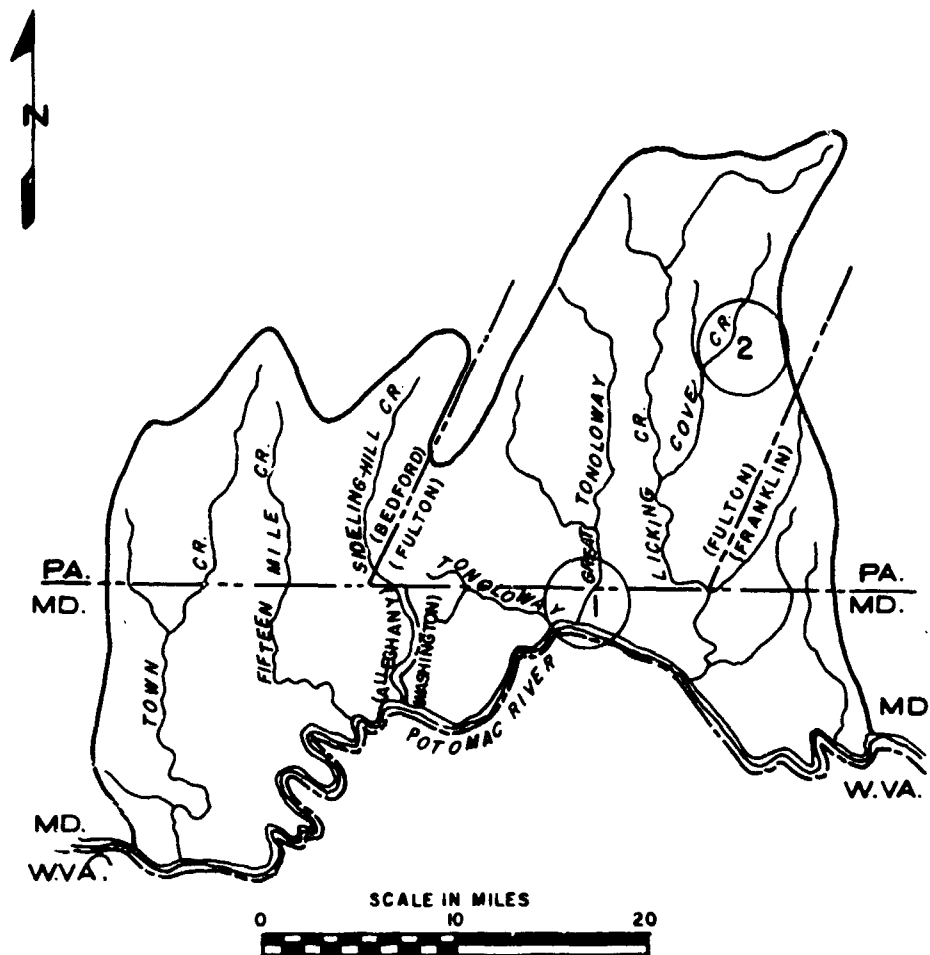 N
CR.
2
SIDELING HILL CR.
(BEDFORD)
(FULTON)
GREAT TONOLOWAY
LICKING CR.
COVE
(FULTON)
(FRANKLIN)
TOWN CR.
FIFTEEN MILE CR.
PA.
MD.
TONOLOWAY
1
PA.
MD.
(ALLEGHANY)
(WASHINGTON)
POTOMAC RIVER
MD
W.VA.
MD.
W.VA.
SCALE IN MILES
0 10 20